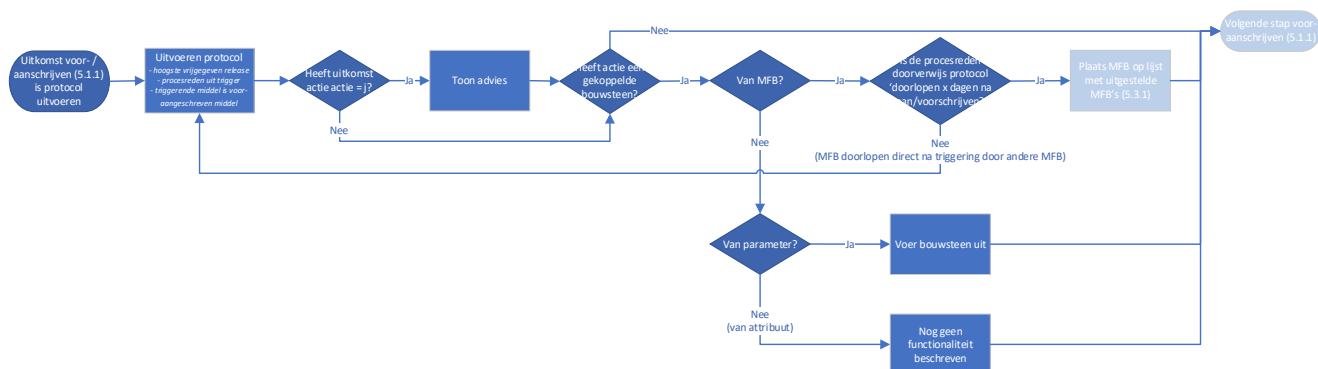 Uitkomst voor- /
aanschrijven (5.1.1)
is protocol
uitvoeren
Uitvoeren protocol
- hoogste vrijgegeven release
- procesreden uit trigger
- triggerende middel is voor-
aangeschreven middel
Heeft uitkomst
actie actie = j?
Ja
Nee
Toon advies
Heeft actie een
gekoppelde
bouwsteen?
Nee
Ja
Van MFB?
Ja
Nee
Is de procesreden
doorverwijs protocol
‘doorlopen x dagen na
aan/voorschrijven?
Ja
Nee
(MFB doorlopen direct na triggering door andere MFB)
Plaats MFB op lijst
met uitgestelde
MFB’s (5.3.1)
Volgende stap voor-
aanschrijven (5.1.1)
Van parameter?
Ja
Voer bouwsteen uit
Nee
(van attribuut)
Nog geen
functionaliteit
beschreven